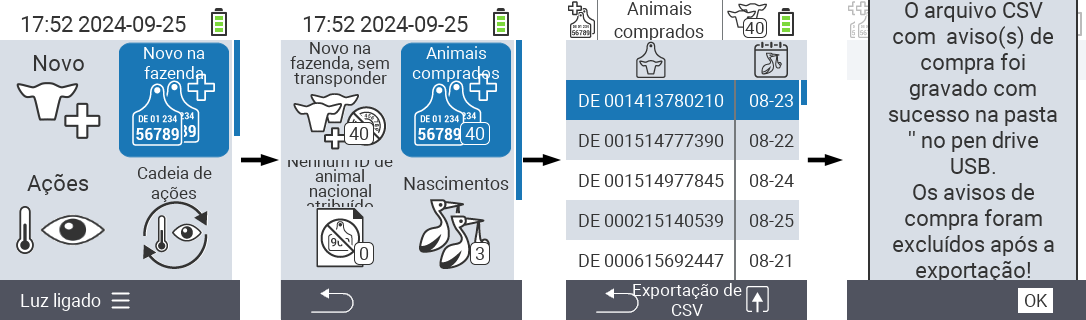 17:52 2024-09-25
Novo
Novo na
fazenda
DE 01 234
56789
234
39
Ações
Cadeia de
ações
Luz ligado
17:52 2024-09-25
Novo na
fazenda, sem
transponder
40
Animais
comprados
DE 01 234
56789
234
40
Nenhum ID de
animal
nacional
atribuído
0
Nascimentos
3
56789
Animais
comprados
40
DE 001413780210 08-23
DE 001514777390 08-22
DE 001514977845 08-24
DE 000215140539 08-25
DE 000615692447 08-21
Exportação de
CSV
O arquivo CSV
com aviso(s) de
compra foi
gravado com
sucesso na pasta
'' no pen drive
USB.
Os avisos de
compra foram
excluídos após a
exportação!
OK